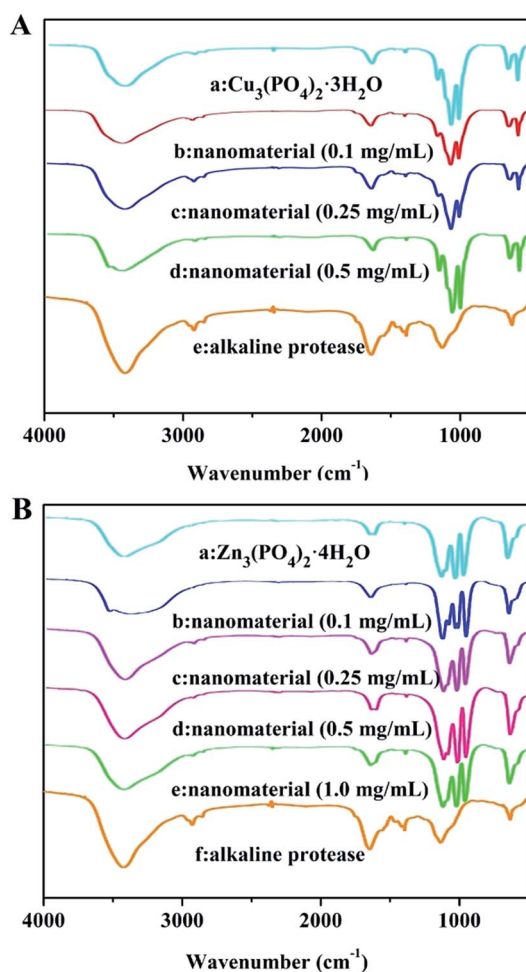 A
a:Cu₃(PO₄)₂·3H₂O
b:nanomaterial (0.1 mg/mL)
c:nanomaterial (0.25 mg/mL)
d:nanomaterial (0.5 mg/mL)
e:alkaline protease
4000 3000 2000 1000
Wavenumber (cm⁻¹)
B
a:Zn₃(PO₄)₂·4H₂O
b:nanomaterial (0.1 mg/mL)
c:nanomaterial (0.25 mg/mL)
d:nanomaterial (0.5 mg/mL)
e:nanomaterial (1.0 mg/mL)
f:alkaline protease
4000 3000 2000 1000
Wavenumber (cm⁻¹)